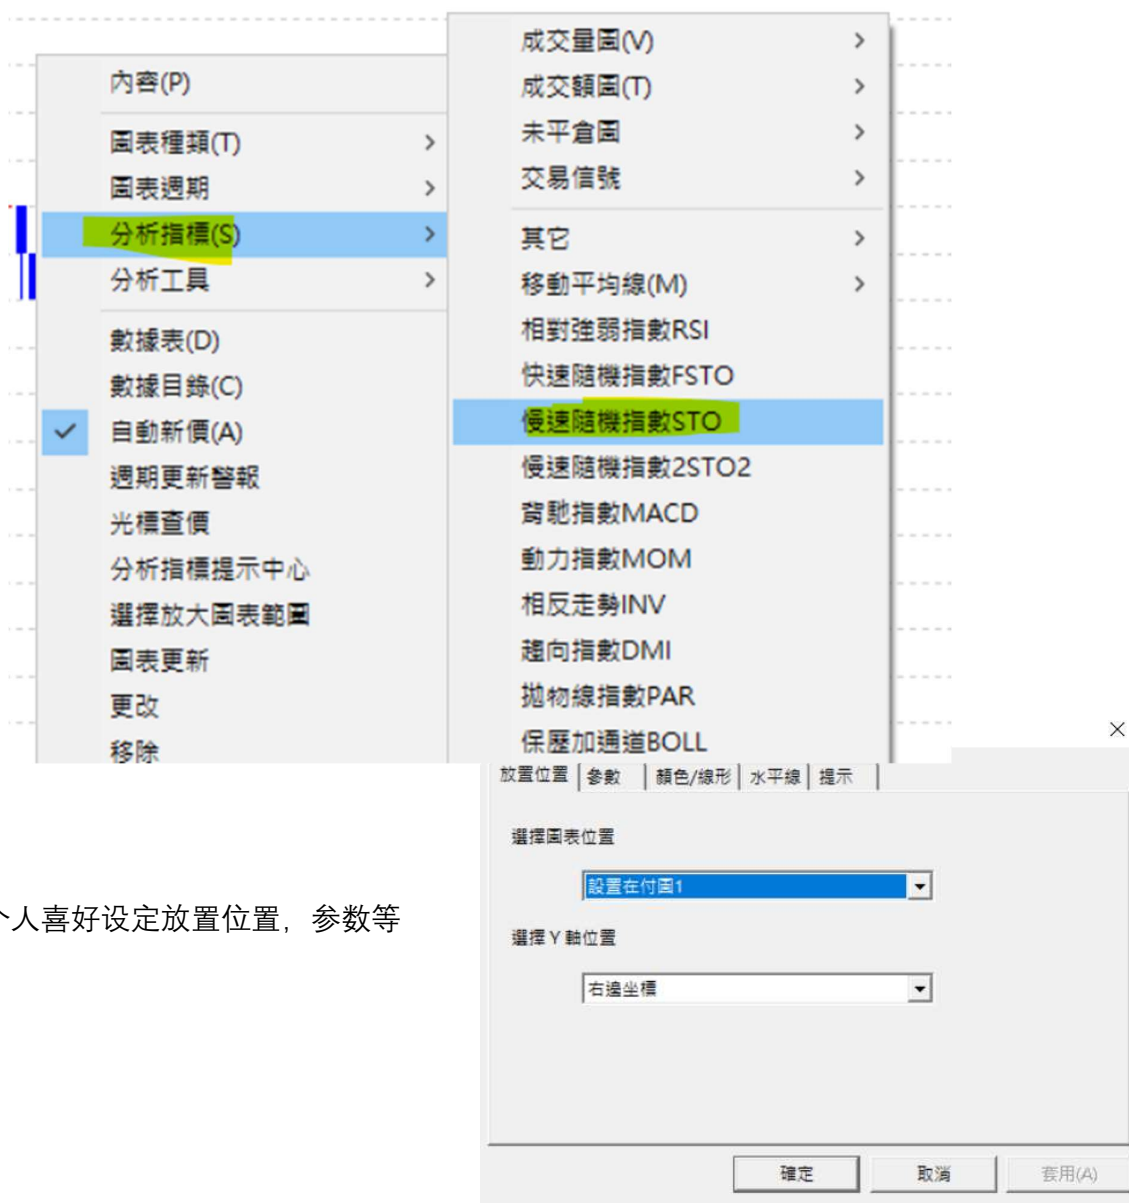 內容(P)
圖表種類(T)
圖表週期
分析指標(S)
分析工具
數據表(D)
數據目錄(C)
自動新價(A)
週期更新警報
光標查價
分析指標提示中心
選擇放大圖表範圍
圖表更新
更改
移除
成交量圖(V)
成交額圖(T)
未平倉圖
交易信號
其它
移動平均線(M)
相對強弱指數RSI
快速隨機指數FSTO
慢速隨機指數STO
慢速隨機指數2STO2
背馳指數MACD
動力指數MOM
相反走勢INV
趨向指數DMI
拋物線指數PAR
保歷加通道BOLL
放置位置 參數 顏色/線形 水平線 提示
選擇圖表位置
設置在付圖1
选择 Y 軸位置
右邊坐標
確定 取消 套用(A)
人喜好设定放置位置，参数等